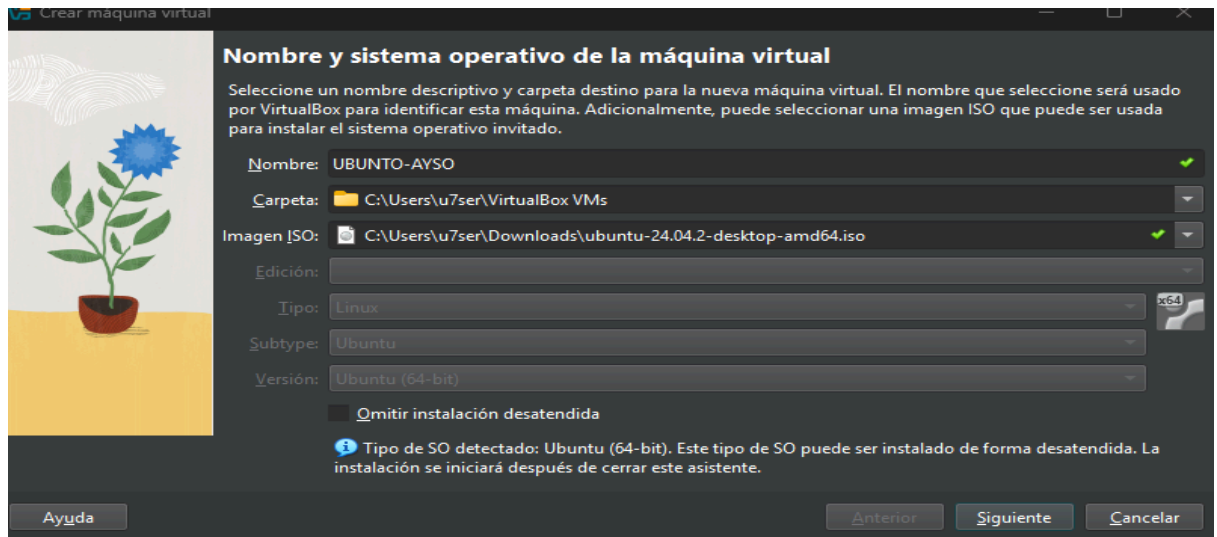 Crear máquina virtual
Nombre y sistema operativo de la máquina virtual
Seleccione un nombre descriptivo y carpeta destino para la nueva máquina virtual. El nombre que seleccione será usado
por VirtualBox para identificar esta máquina. Adicionalmente, puede seleccionar una imagen ISO que puede ser usada
para instalar el sistema operativo invitado.
Nombre: UBUNTO-AYSO
Carpeta: C:\Users\u7ser\VirtualBox VMs
Imagen ISO: C:\Users\u7ser\Downloads\ubuntu-24.04.2-desktop-amd64.iso
Edición:
Tipo: Linux x64
Subtype: Ubuntu
Versión: Ubuntu (64-bit)
Omitir instalación desatendida
Tipo de SO detectado: Ubuntu (64-bit). Este tipo de SO puede ser instalado de forma desatendida. La
instalación se iniciará después de cerrar este asistente.
Ayuda Anterior Siguiente Cancelar